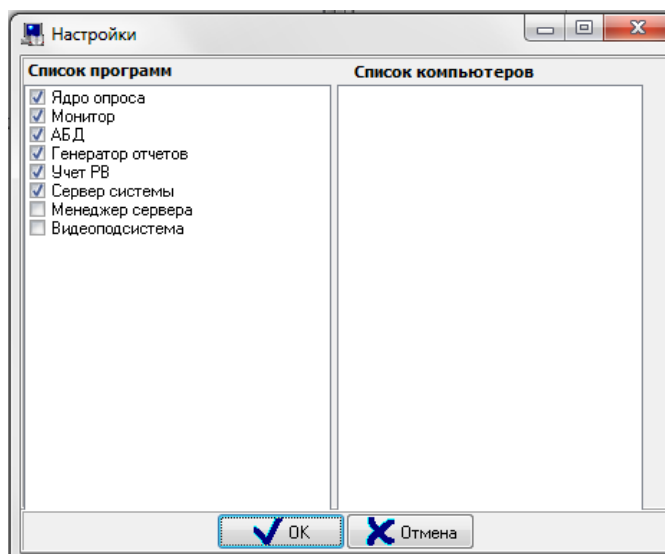 Настройки
Список программ
Ядро опроса
Монитор
АБД
Генератор отчетов
Учет РВ
Сервер системы
Менеджер сервера
Видеоподсистема
Список компьютеров
OK
Отмена